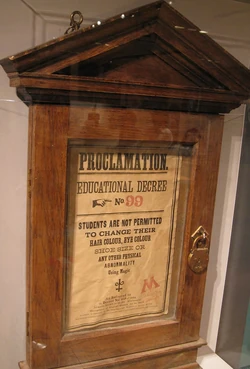 PROCLAMATION.
EDUCATIONAL DECREE
No. 99
STUDENTS ARE NOT PERMITTED
TO CHANGE THEIR
HAIR COLOUR, EYE COLOUR
SHOE SIZE OR
ANY OTHER PHYSICAL
ABNORMALITY
Using Magic
M